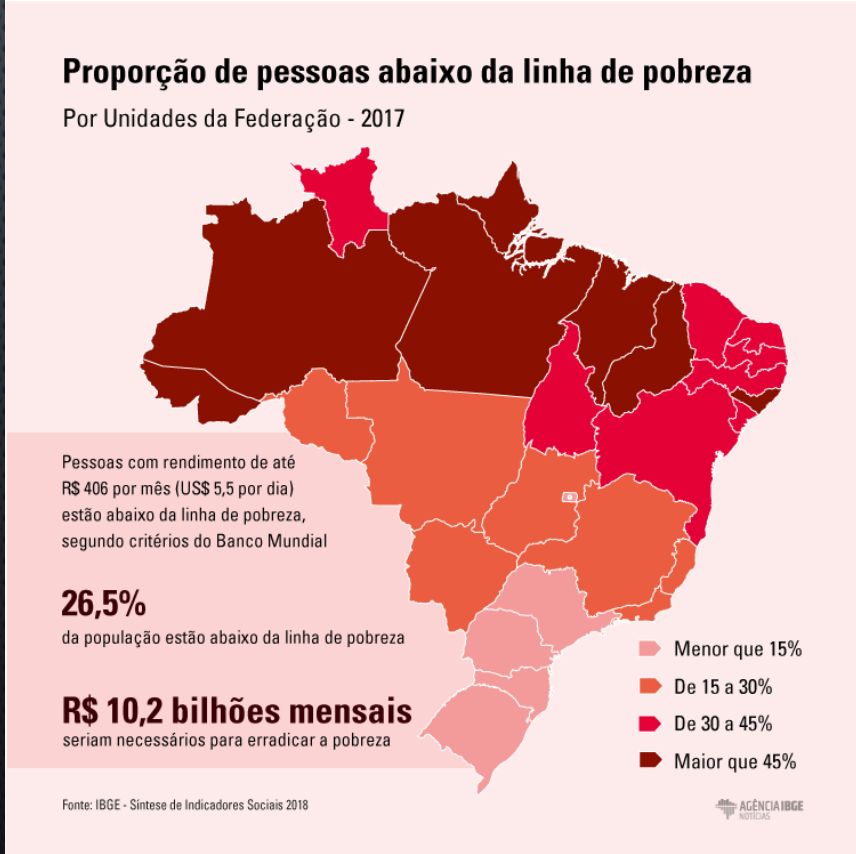 Proporção de pessoas abaixo da linha de pobreza
Por Unidades da Federação - 2017
Pessoas com rendimento de até
R$ 406 por mês (US$ 5,5 por dia)
estão abaixo da linha de pobreza,
segundo critérios do Banco Mundial
26,5%
da população estão abaixo da linha de pobreza
R$ 10,2 bilhões mensais
seriam necessários para erradicar a pobreza
Menor que 15%
De 15 a 30%
De 30 a 45%
Maior que 45%
Fonte: IBGE - Síntese de Indicadores Sociais 2018
AGÊNCIA IBGE
NOTÍCIAS